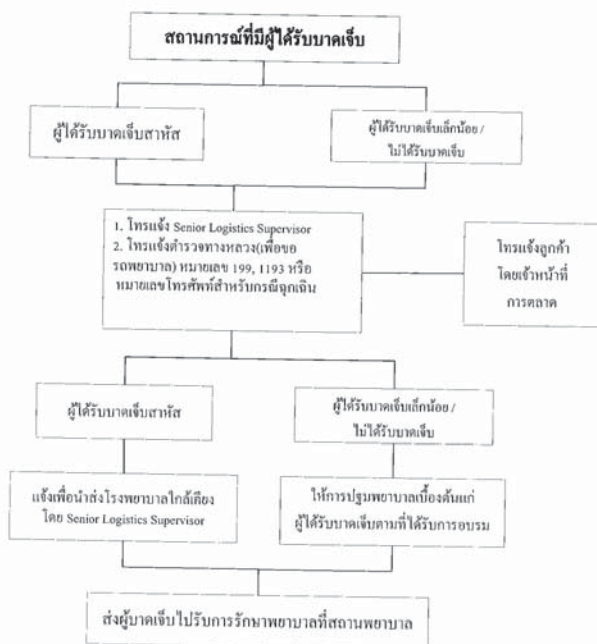 สถานการณ์ที่มีผู้ได้รับบาดเจ็บ
ผู้ได้รับบาดเจ็บสาหัส
ผู้ได้รับบาดเจ็บเล็กน้อย /
ไม่ได้รับบาดเจ็บ
1. โทรแจ้ง Senior Logistics Supervisor
2. โทรแจ้งตำรวจทางหลวง(เพื่อขอ
รถพยาบาล) หมายเลข 199, 1193 หรือ
หมายเลขโทรศัพท์สำหรับกรณีฉุกเฉิน
โทรแจ้งลูกค้า
โดยเจ้าหน้าที่
การตลาด
ผู้ได้รับบาดเจ็บสาหัส
ผู้ได้รับบาดเจ็บเล็กน้อย /
ไม่ได้รับบาดเจ็บ
แจ้งเพื่อนำส่งโรงพยาบาลใกล้เคียง
โดย Senior Logistics Supervisor
ให้การปฐมพยาบาลเบื้องต้นแก่
ผู้ได้รับบาดเจ็บตามที่ได้รับการอบรม
ส่งผู้บาดเจ็บไปรับการรักษาพยาบาลที่สถานพยาบาล